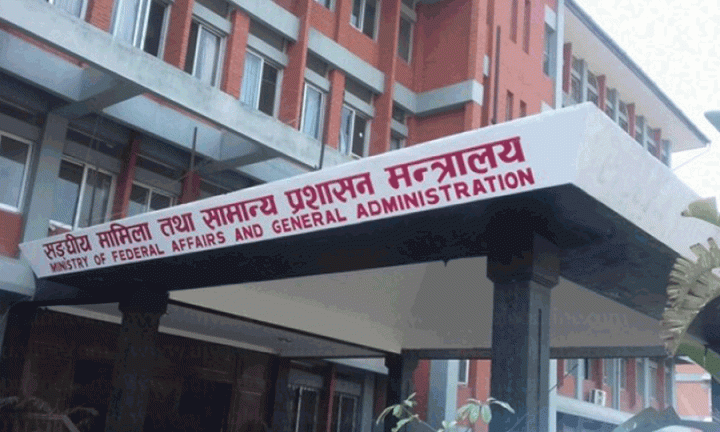 सङ्घीय मामिला तथा सामान्य प्रशासन मन्त्रालय
MINISTRY OF FEDERAL AFFAIRS AND GENERAL ADMINISTRATION